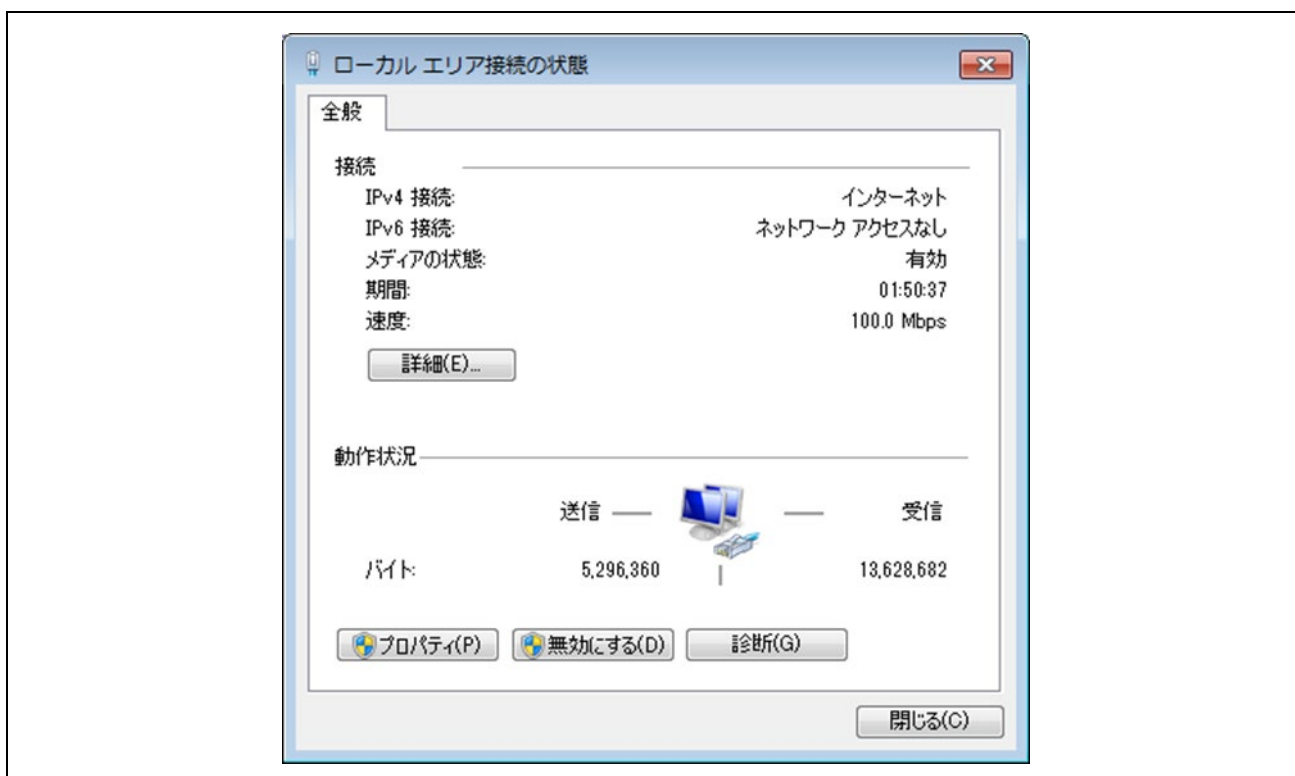 ローカル エリア接続の状態
全般
接続
IPv4 接続: インターネット
IPv6 接続: ネットワーク アクセスなし
メディアの状態: 有効
期間: 01:50:37
速度: 100.0 Mbps
詳細(E)...
動作状況
送信 受信
バイト: 5,296,360 13,628,682
プロパティ(P) 無効にする(D) 診断(G)
閉じる(C)